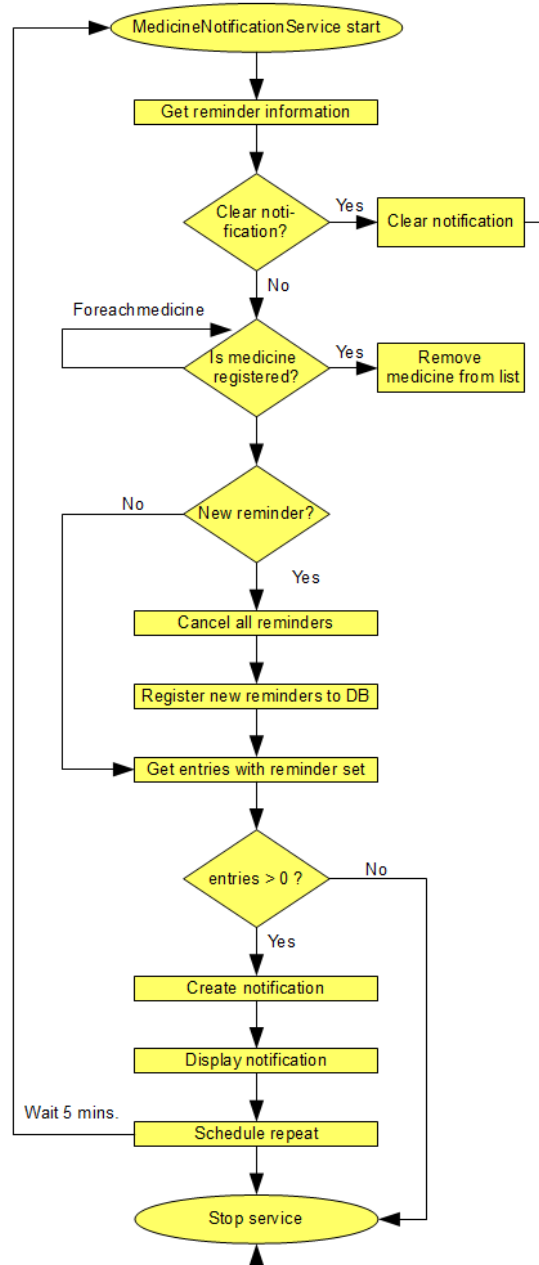 MedicineNotificationService start
Get reminder information
Clear noti-
fication?
Yes
Clear notification
No
Foreachmedicine
Is medicine
registered?
Yes
Remove
medicine from list
No
New reminder?
Yes
Cancel all reminders
Register new reminders to DB
Get entries with reminder set
entries > 0 ?
No
Yes
Create notification
Display notification
Wait 5 mins.
Schedule repeat
Stop service